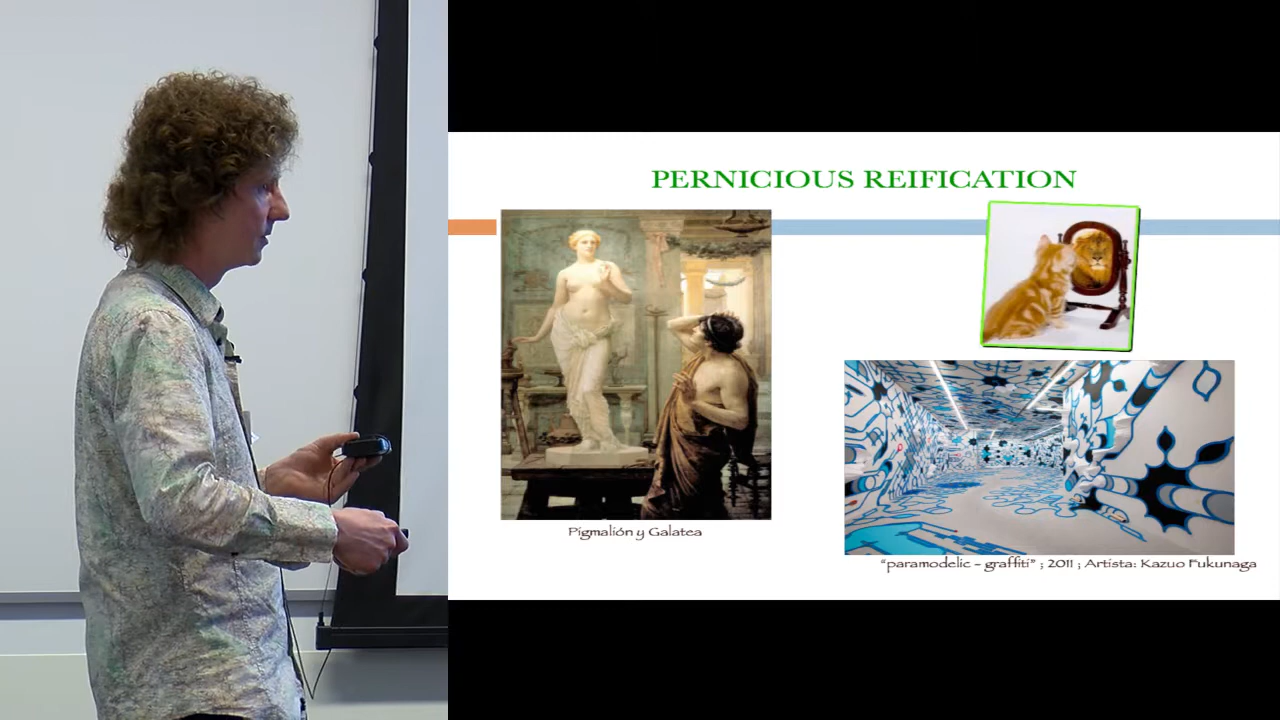 PERNICIOUS REIFICATION
Pigmalión y Galatea
"paramodelic - graffiti" ; 2011 ; Artista: Kazuo Fukunaga